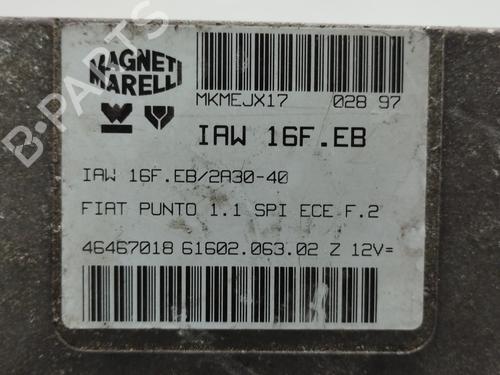 MAGNETI
MARELLI
MKMEJX17 028 97
IAW 16F.EB
IAW 16F.EB/2A30-40
FIAT PUNTO 1.1 SPI ECE F.2
46467018 61602.063.02 Z 12V=
B-PARTS